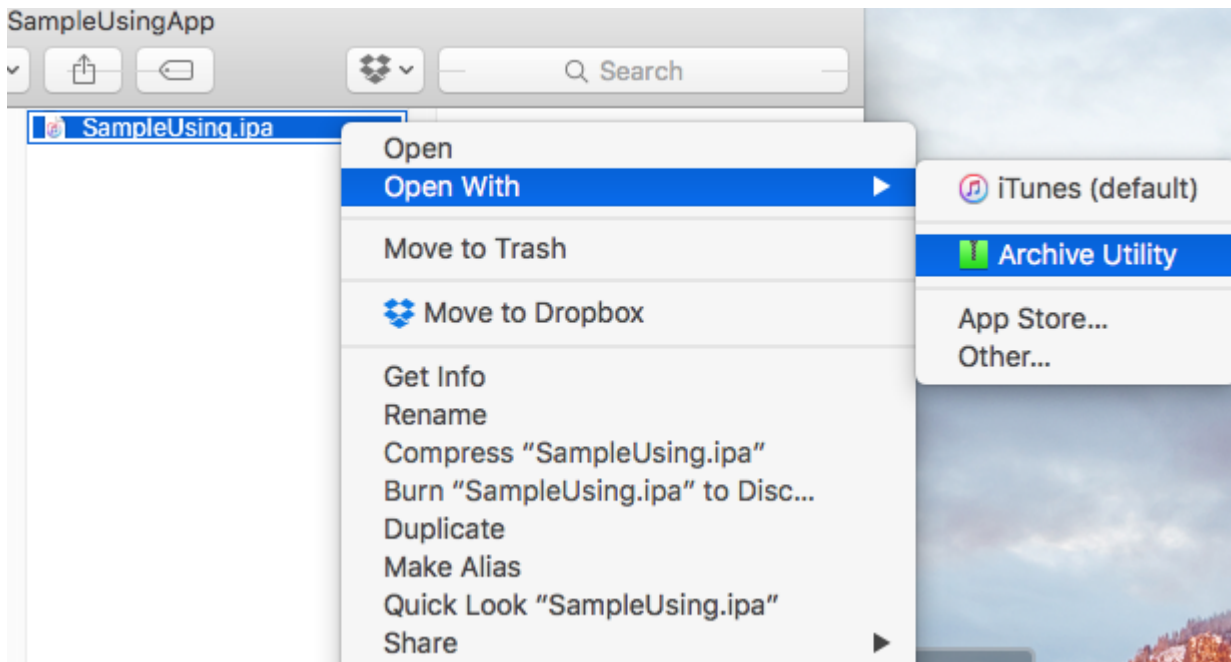 SampleUsingApp
Search
SampleUsing.ipa
Open
Open With
Move to Trash
Move to Dropbox
Get Info
Rename
Compress “SampleUsing.ipa”
Burn “SampleUsing.ipa” to Disc...
Duplicate
Make Alias
Quick Look “SampleUsing.ipa”
Share
iTunes (default)
Archive Utility
App Store...
Other...